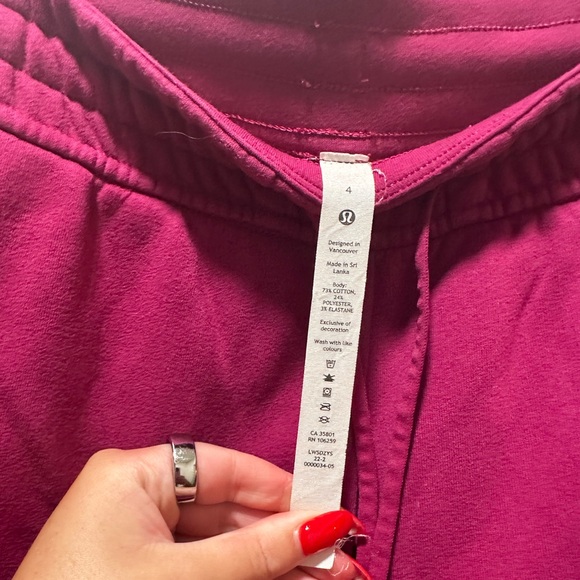 4
Designed in
Vancouver
Made in Sri
Lanka
Body:
73% COTTON,
24%
POLYESTER,
3% ELASTANE
Exclusive of
decoration
Wash with like
colours
CA 35801
RN 106259
LW5DZYS
22-2
0000034-05